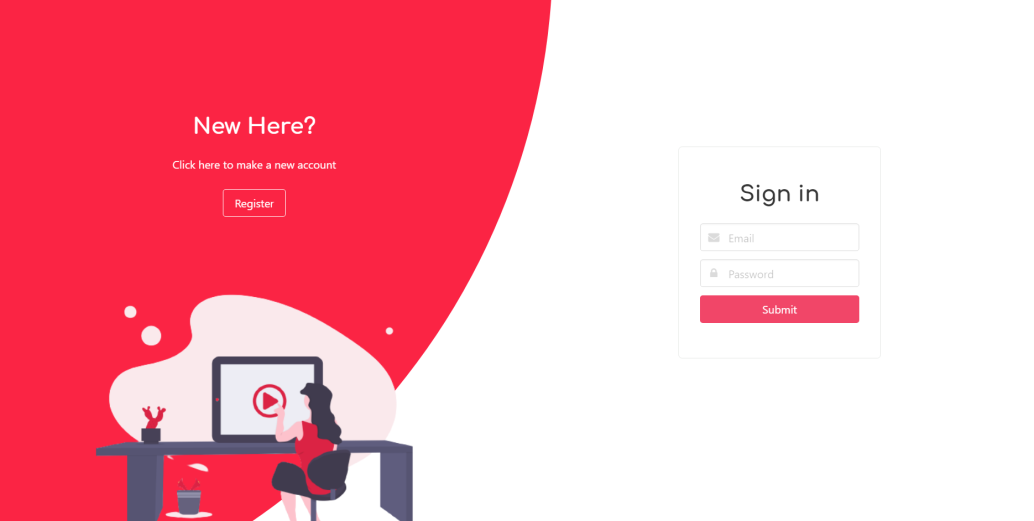 New Here?
Click here to make a new account
Register
Sign in
Email
Password
Submit